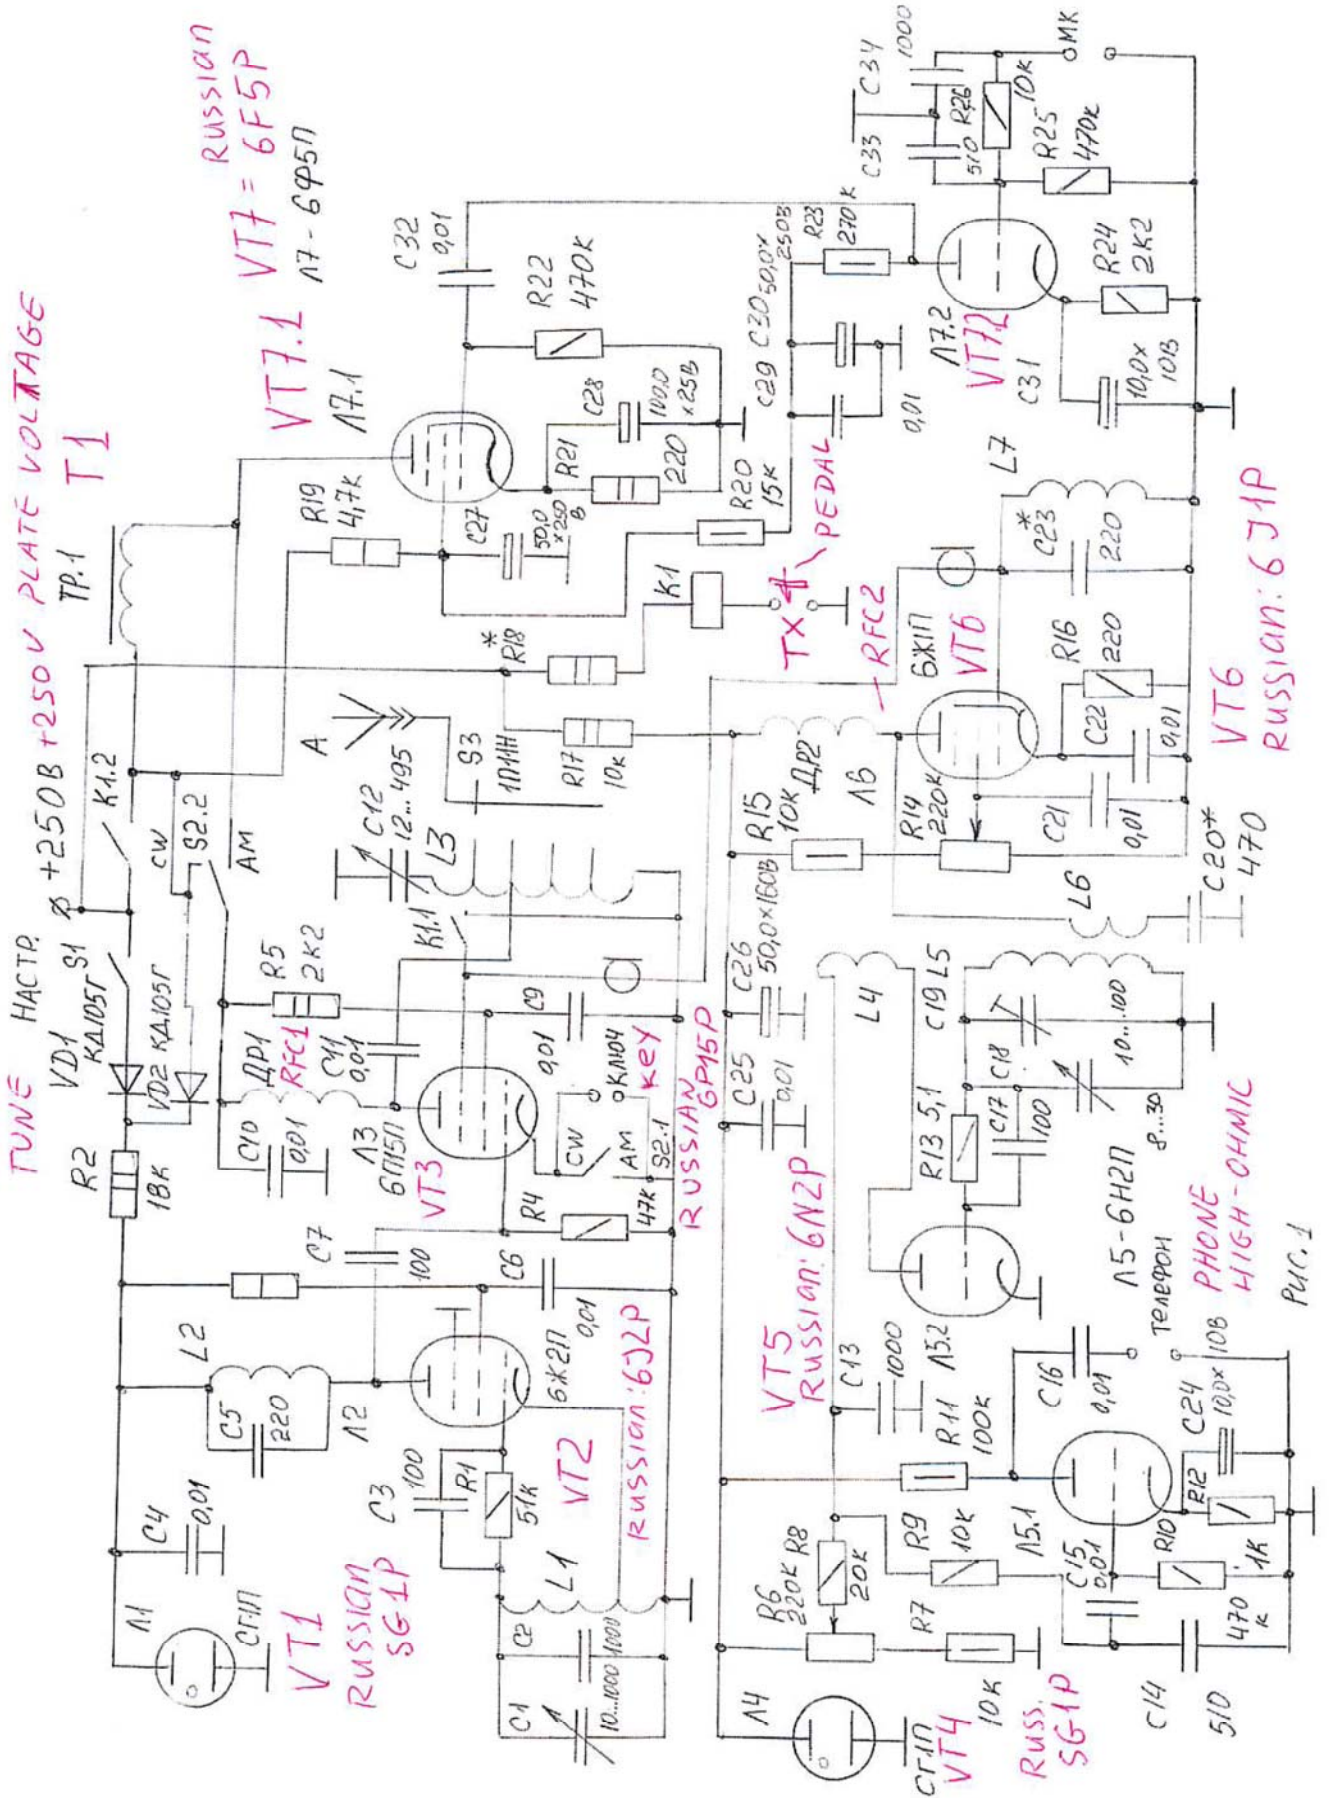 TUNE НАСТР. ⌀ +250В +250V PLATE VOLTAGE
VD1
КД105Г
S1
K1.2
ТР.1
T1
Russian
VT7 = 6F5P
Л7 - 6Ф5П
R2
18К
VD2 КД105Г
CW
S2.2
AM
R19
4,7К
VT7.1
Л7.1
C32
0,01
R22
470К
C10
0,01
ДР1
RFC1
R5
2К2
C11
0,01
A
C12
12...495
L3
S3
1П11Н
R18
*
R17
10к
C27
50,0
х250
В
R21
220
C28
100,0
х25В
R20
15К
K1
TX
PEDAL
C29
0,01
C30
50,0х
250В
R23
270К
C33
510
C34
1000
R26
10К
МК
R25
470К
R24
2К2
Л7.2
VT7.2
C31
10,0х
10В
Л1
СГ1П
VT1
Russian
SG1P
C4
0,01
L2
C5
220
Л2
C7
100
Л3
6П15П
VT3
K1.1
C9
0,01
CW
AM
КЛЮЧ
KEY
S2.1
R4
47К
RUSSIAN
GP15P
C3
100
R1
51К
6Ж2П
C6
0,01
VT2
Russian: 6J2P
C1
10...1000
C2
1000
L1
C25
0,01
C26
50,0х160В
R15
10К
ДР2
RFC2
Л6
6Ж1П
VT6
R14
220К
C21
0,01
C22
0,01
R16
220
C23*
220
L7
VT6
Russian: 6J1P
L6
C20*
470
L4
L5
C19
C18
10...100
8...30
R13 5,1
C17
100
VT5
Russian: 6N2P
C13
1000
Л5.2
Л5 - 6Н2П
R6
220К
R8
20К
R9
10К
R11
100К
C16
0,01
ТЕЛЕФОН
PHONE
HIGH-OHMIC
Л4
СГ1П
VT4
Russ.
SG1P
R7
10К
Л5.1
C15
0,01
R10
470
к
R12
1К
C24
10,0х 10В
C14
510
Рис. 1